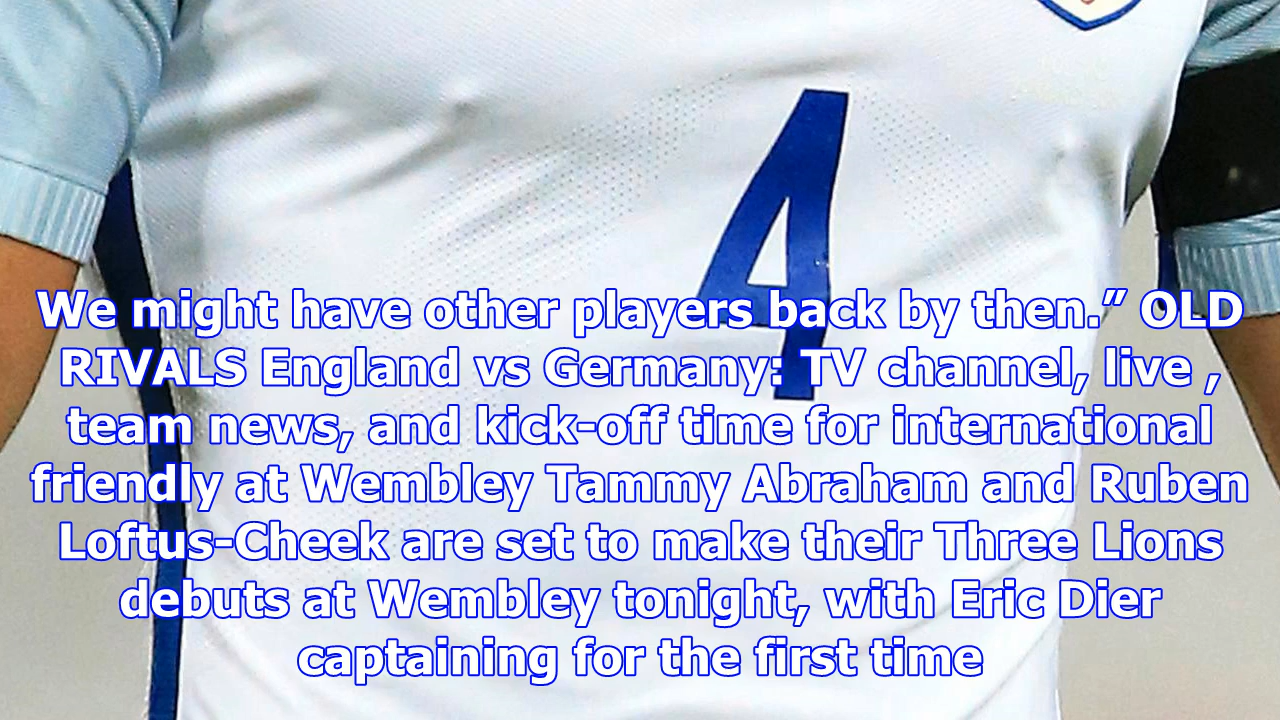 4
We might have other players back by then.” OLD
RIVALS England vs Germany: TV channel, live ,
team news, and kick-off time for international
friendly at Wembley Tammy Abraham and Ruben
Loftus-Cheek are set to make their Three Lions
debuts at Wembley tonight, with Eric Dier
captaining for the first time